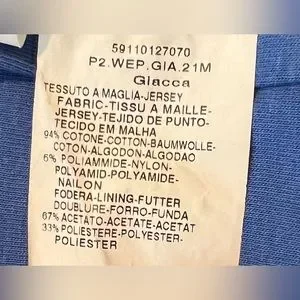 59110127070
P2.WEP.GIA.21M
Giacca
TESSUTO A MAGLIA-JERSEY
FABRIC-TISSU A MAILLE-
JERSEY-TEJIDO DE PUNTO-
TECIDO EM MALHA
94% COTONE-COTTON-BAUMWOLLE-
COTON-ALGODON-ALGODAO
6% POLIAMMIDE-NYLON-
POLYAMID-POLYAMIDE-
NAILON
FODERA-LINING-FUTTER
DOUBLURE-FORRO-FUNDA
67% ACETATO-ACETATE-ACETAT
33% POLIESTERE-POLYESTER-
POLIESTER